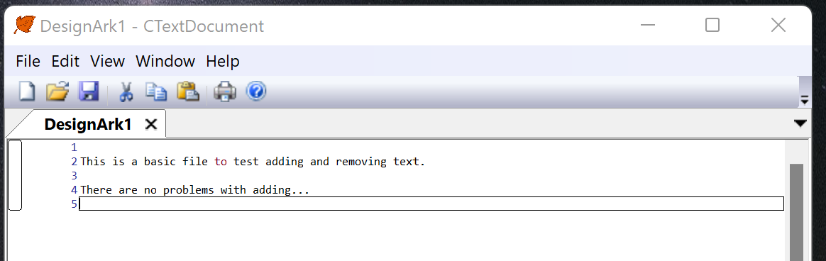 DesignArk1 - CTextDocument
File Edit View Window Help
DesignArk1
1
2 This is a basic file to test adding and removing text.
3
4 There are no problems with adding...
5